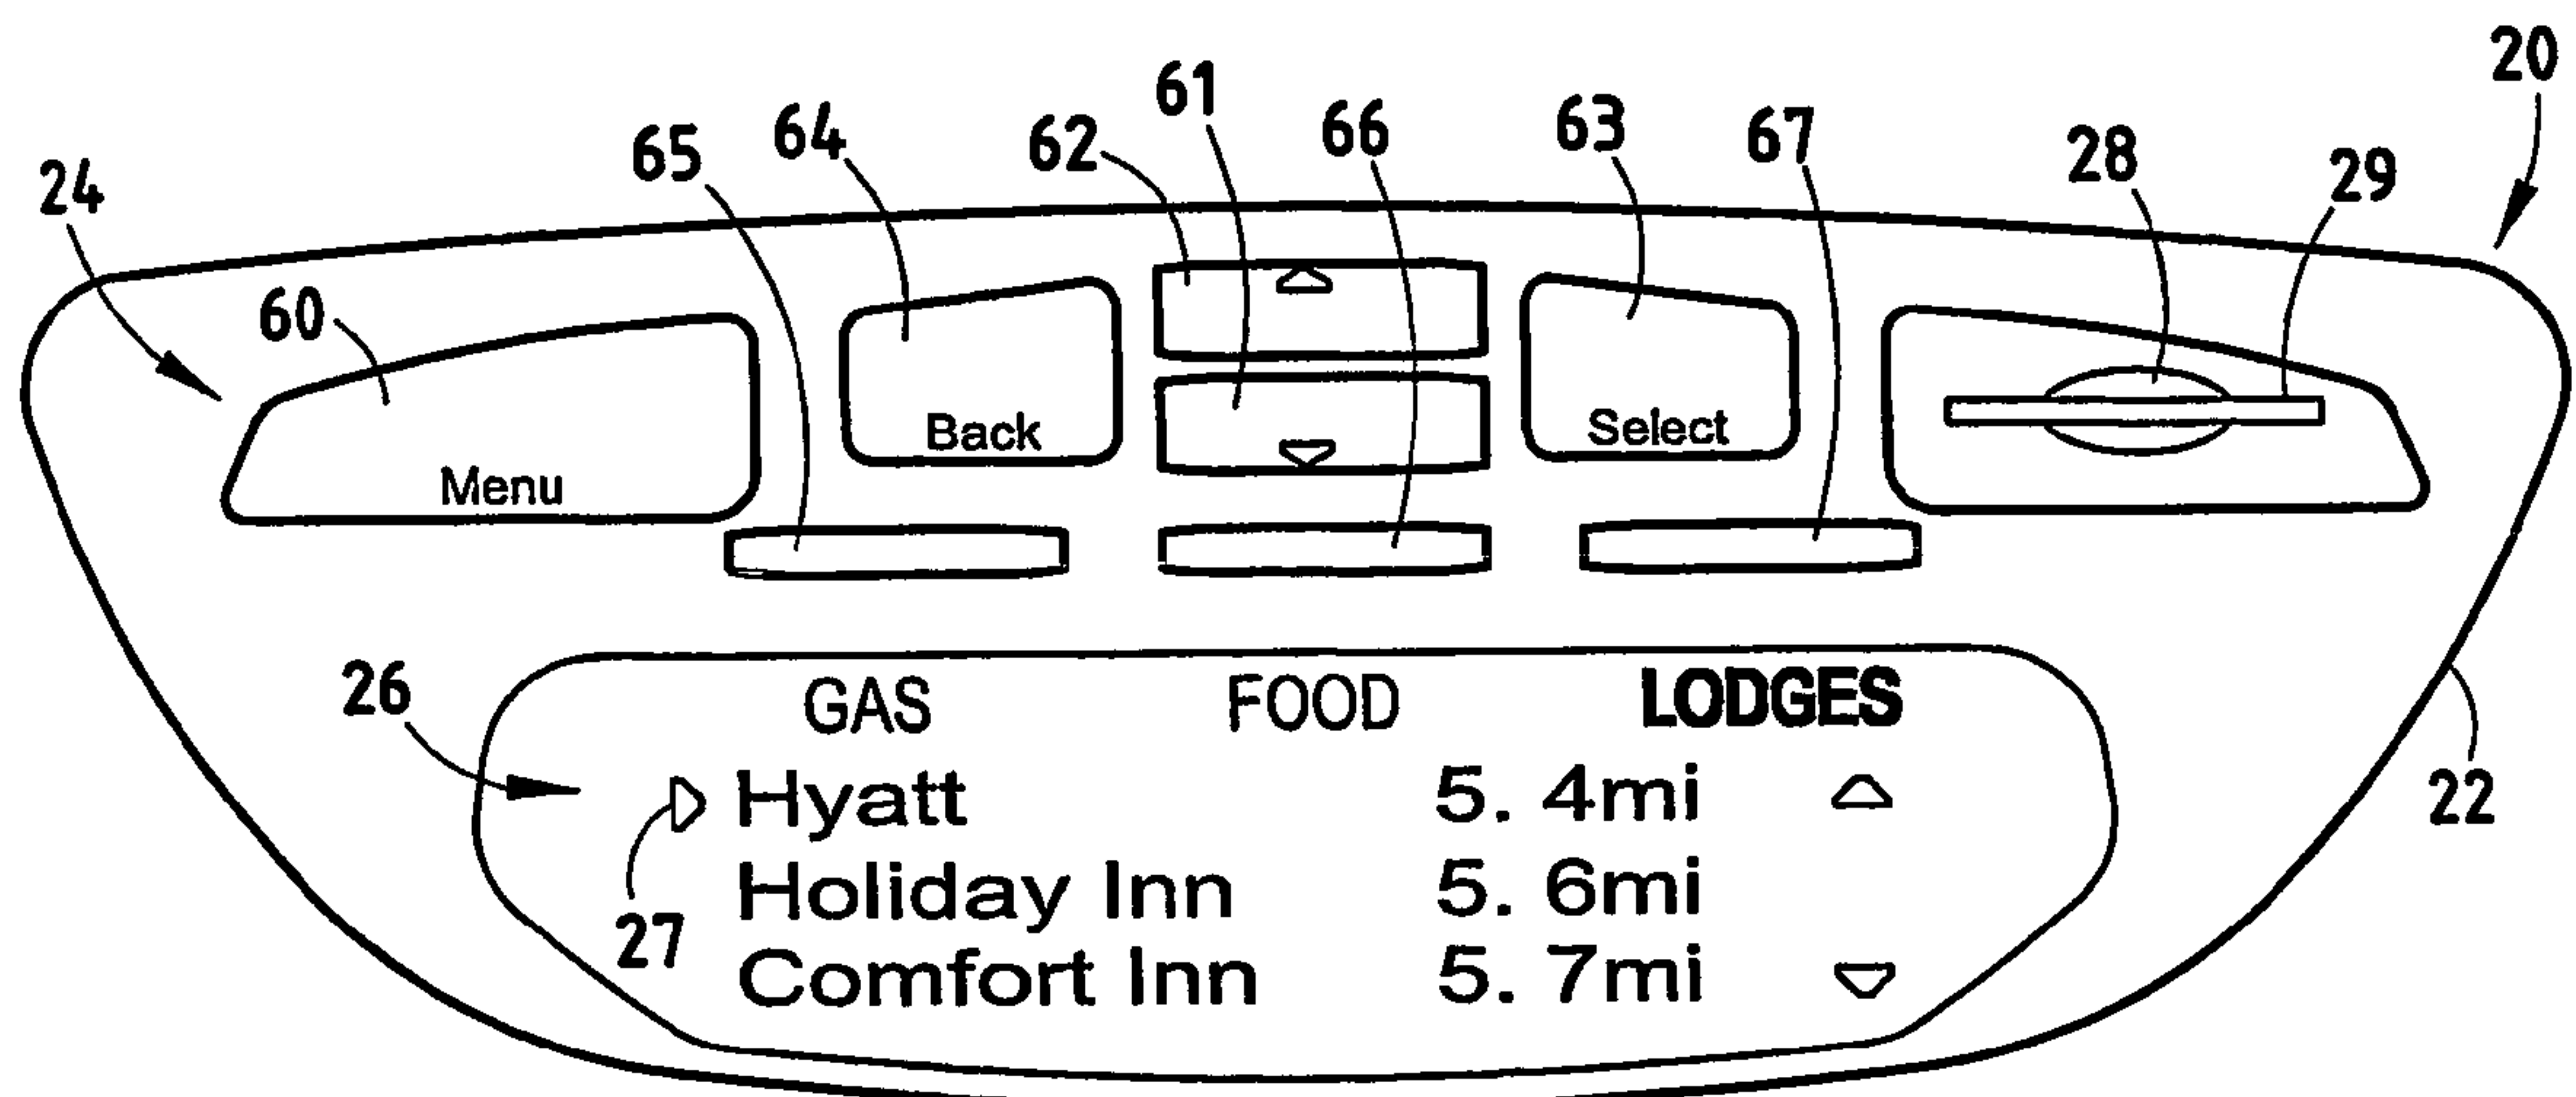 20
61
64
62
66
63
67
65
28
29
24
60
Back
Select
Menu
26
GAS FOOD LODGES
Hyatt 5. 4mi
22
Holiday Inn 5. 6mi
27
Comfort Inn 5. 7mi